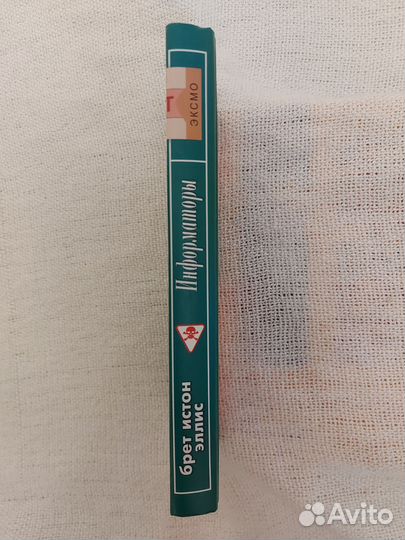 Т
ЭКСМО
Информаторы
брет истон
эллис
Avito